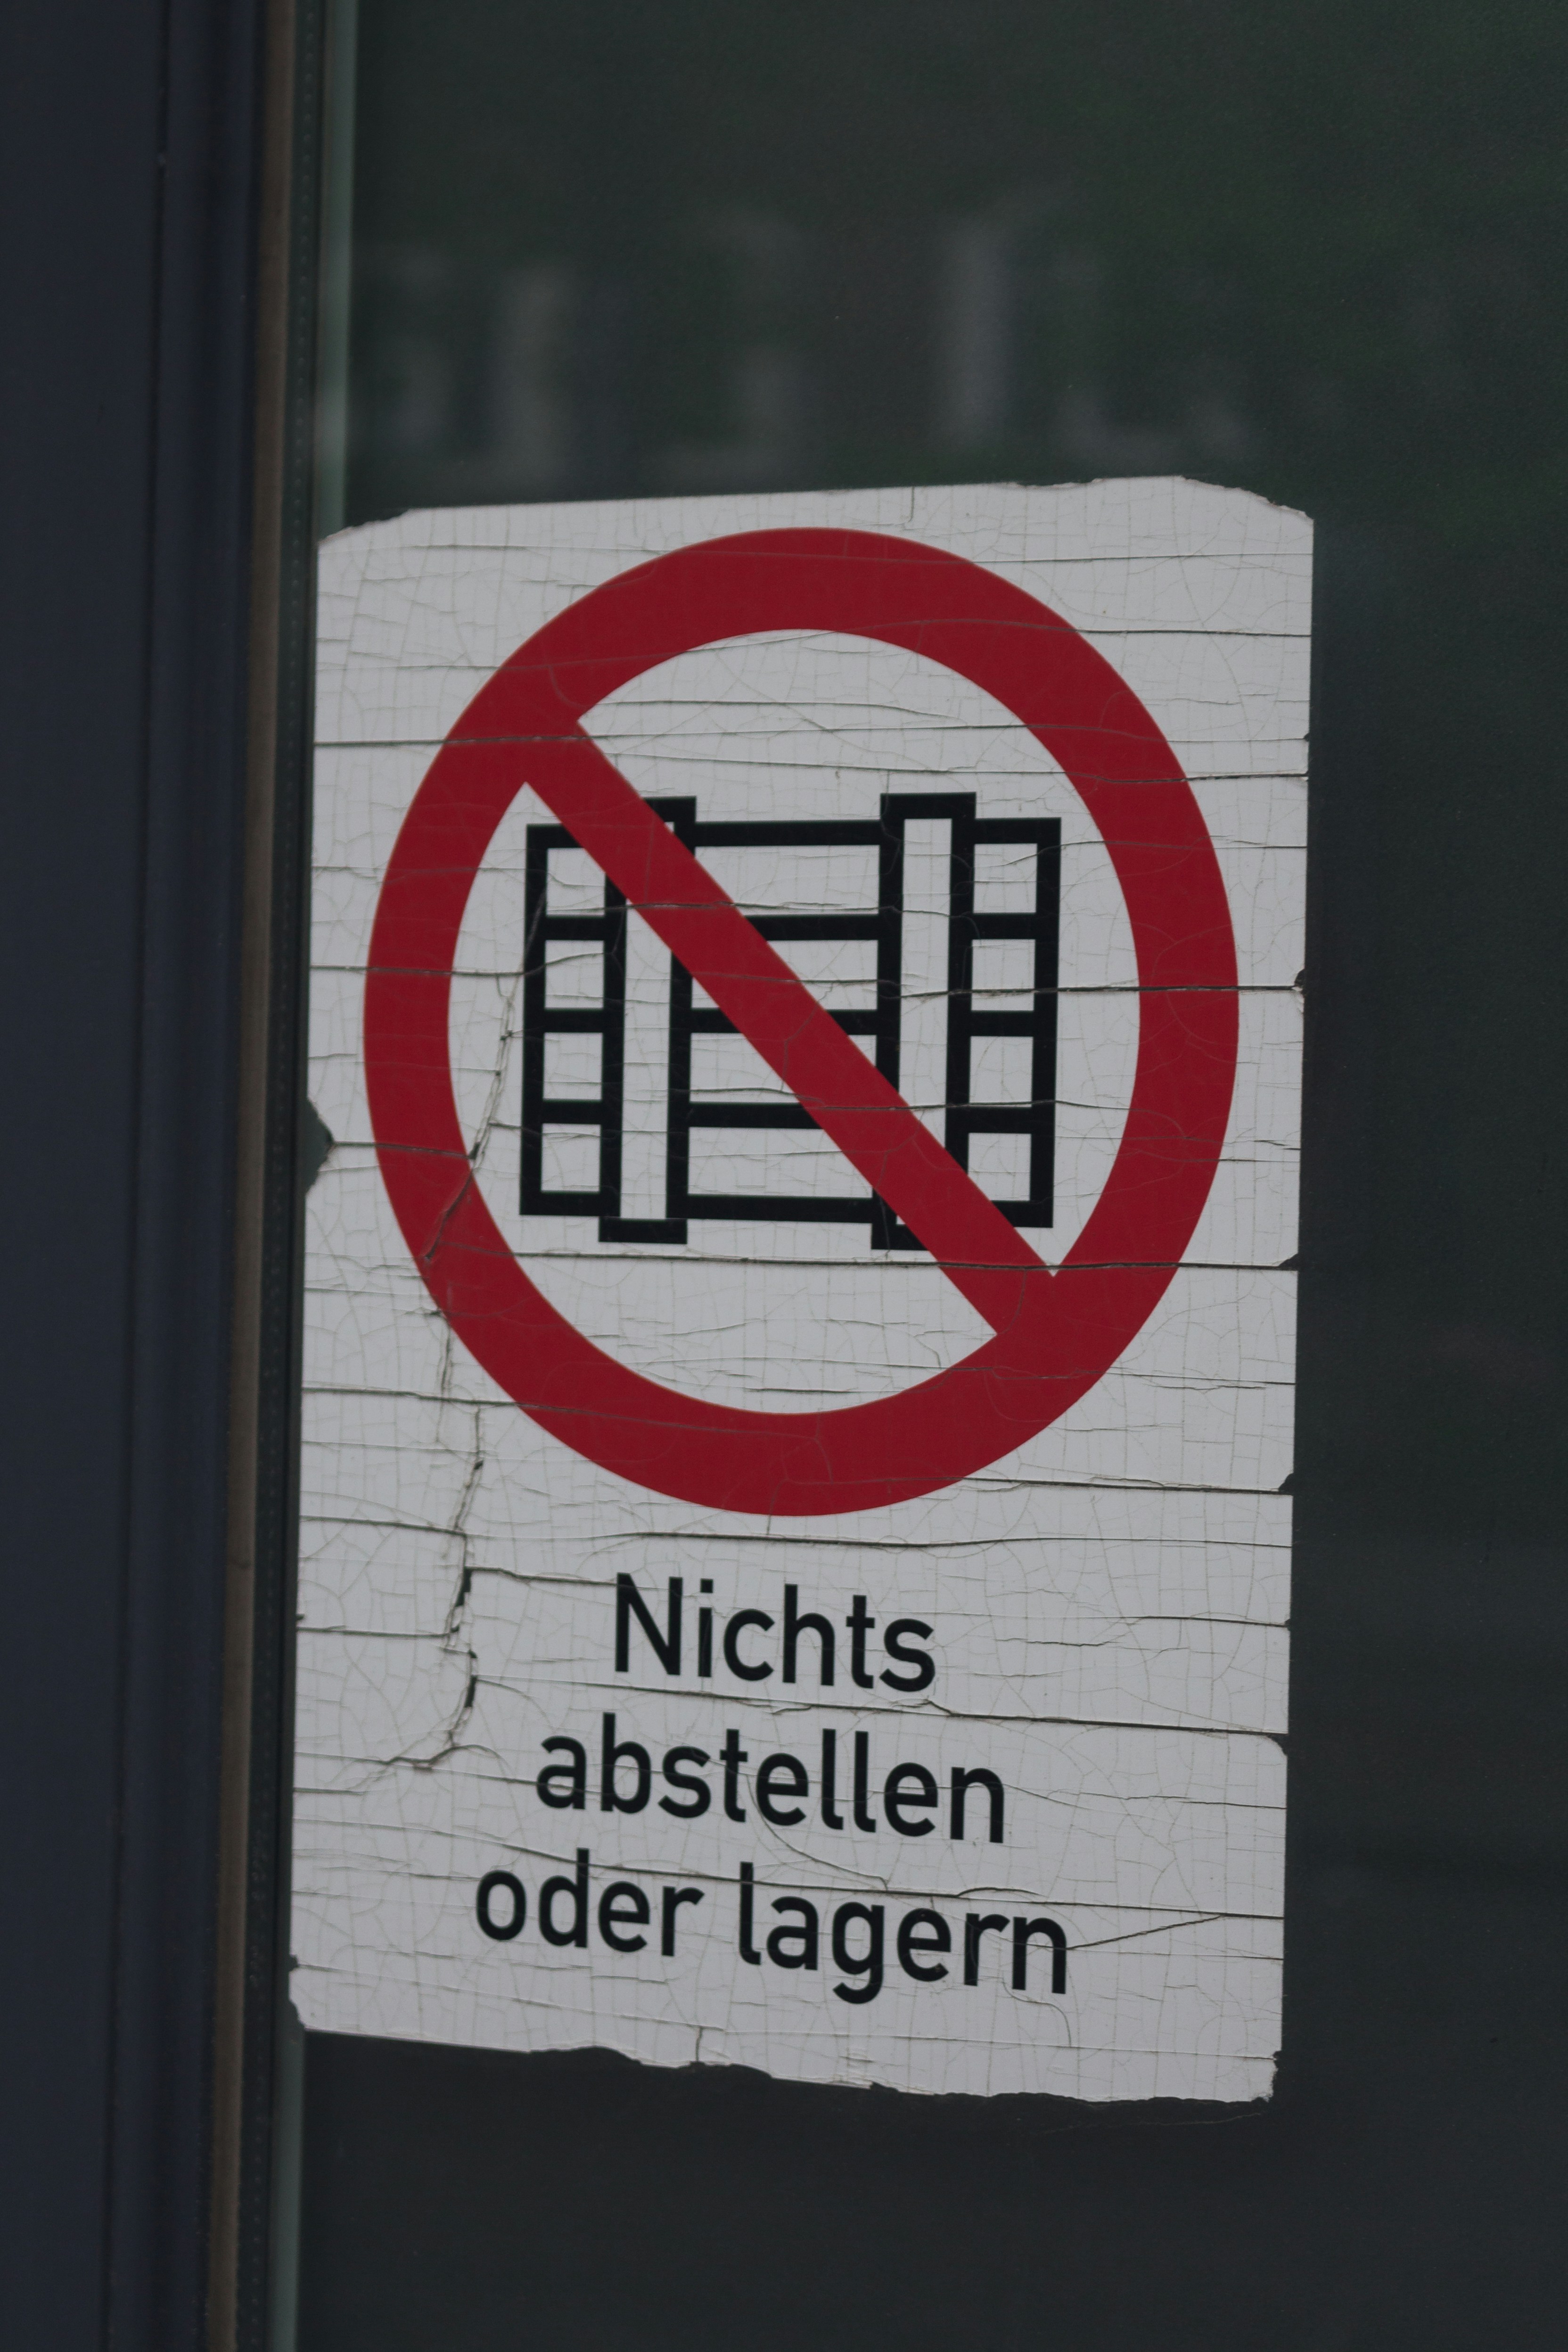 Nichts
abstellen
oder lagern